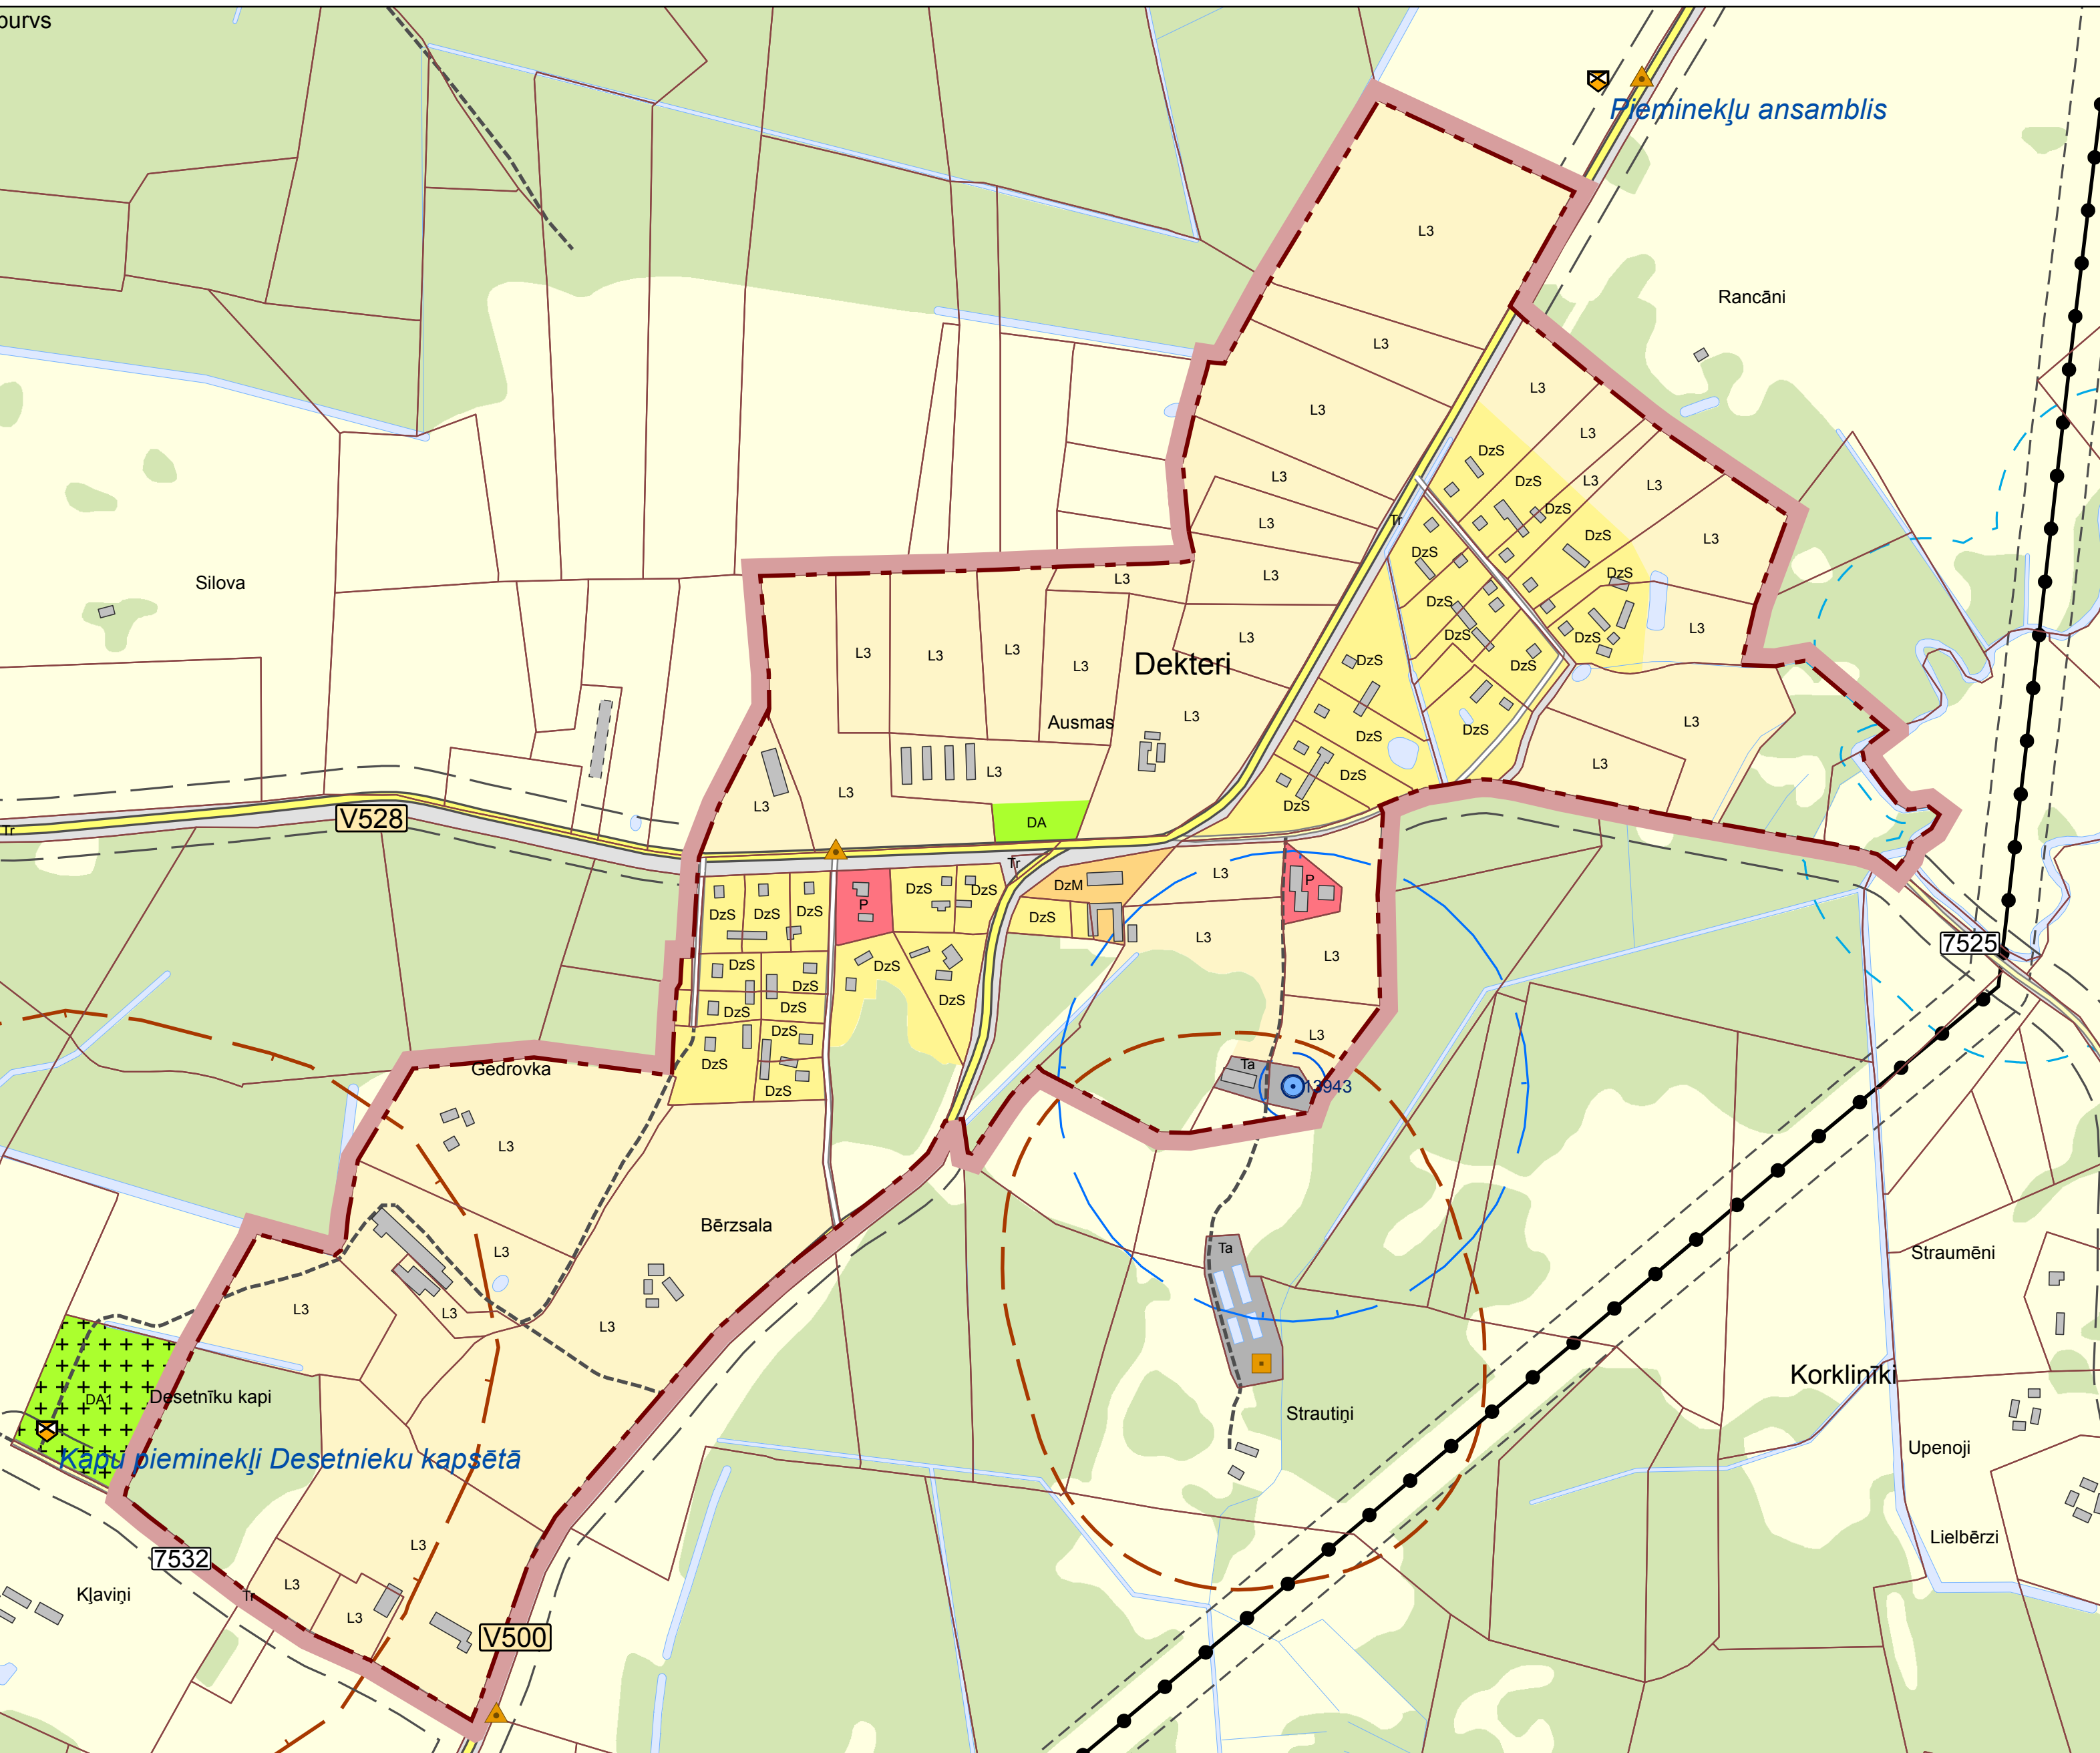 purvs
Pieminekļu ansamblis
L3
Rancāni
L3
L3
L3
L3
DzS
L3
DzS
L3
L3
L3
DzS
L3
Tr
DzS
L3
DzS
L3
L3
DzS
Silova
DzS
L3
L3
DzS
DzS
L3
L3
L3
L3
Dekteri
DzS
DzS
L3
Ausmas
L3
DzS
DzS
L3
L3
L3
DzS
L3
L3
DzS
V528
DA
Tr
Tr
L3
P
DzM
DzS
DzS
P
DzS
DzS
DzS
DzS
L3
7525
DzS
DzS
L3
DzS
DzS
DzS
DzS
DzS
L3
Gedrovka
DzS
Ta
13943
DzS
L3
Bērzsala
L3
Ta
Straumēni
L3
L3
L3
Korklinīki
DA1
Desetnīku kapi
Strautiņi
Kapu pieminekļi Desetnieku kapsētā
Upenoji
L3
Lielbērzi
7532
L3
Kļaviņi
Tr
L3
V500